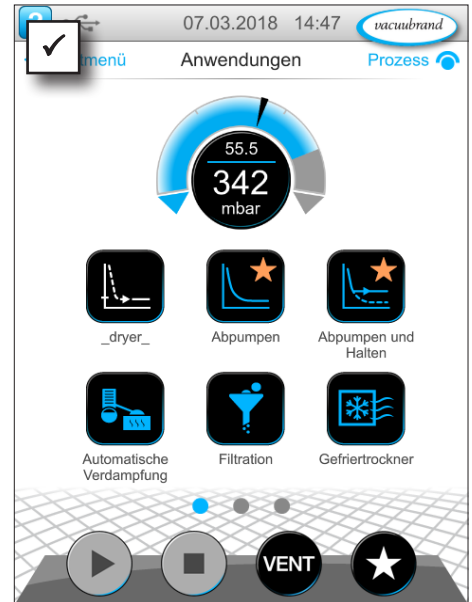 07.03.2018 14:47
vacuubrand
Anwendungen
Prozess
55.5
342
mbar
_dryer_
Abpumpen
Abpumpen und
Halten
Automatische
Verdampfung
Filtration
Gefriertrockner
VENT